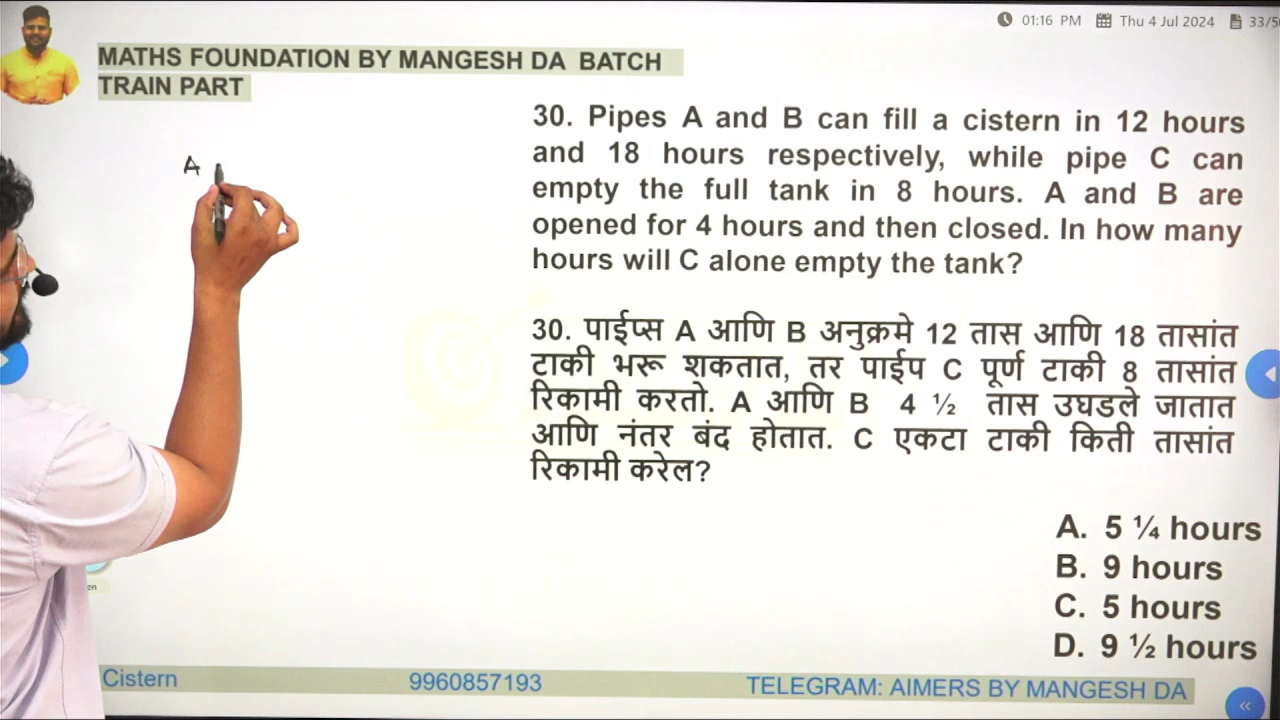 01:16 PM Thu 4 Jul 2024 33/5
MATHS FOUNDATION BY MANGESH DA BATCH
TRAIN PART
A
30. Pipes A and B can fill a cistern in 12 hours
and 18 hours respectively, while pipe C can
empty the full tank in 8 hours. A and B are
opened for 4 hours and then closed. In how many
hours will C alone empty the tank?
30. पाईप्स A आणि B अनुक्रमे 12 तास आणि 18 तासांत
टाकी भरू शकतात, तर पाईप C पूर्ण टाकी 8 तासांत
रिकामी करतो. A आणि B 4 ½ तास उघडले जातात
आणि नंतर बंद होतात. C एकटा टाकी किती तासांत
रिकामी करेल?
A. 5 ¼ hours
B. 9 hours
C. 5 hours
D. 9 ½ hours
en
Cistern 9960857193 TELEGRAM: AIMERS BY MANGESH DA